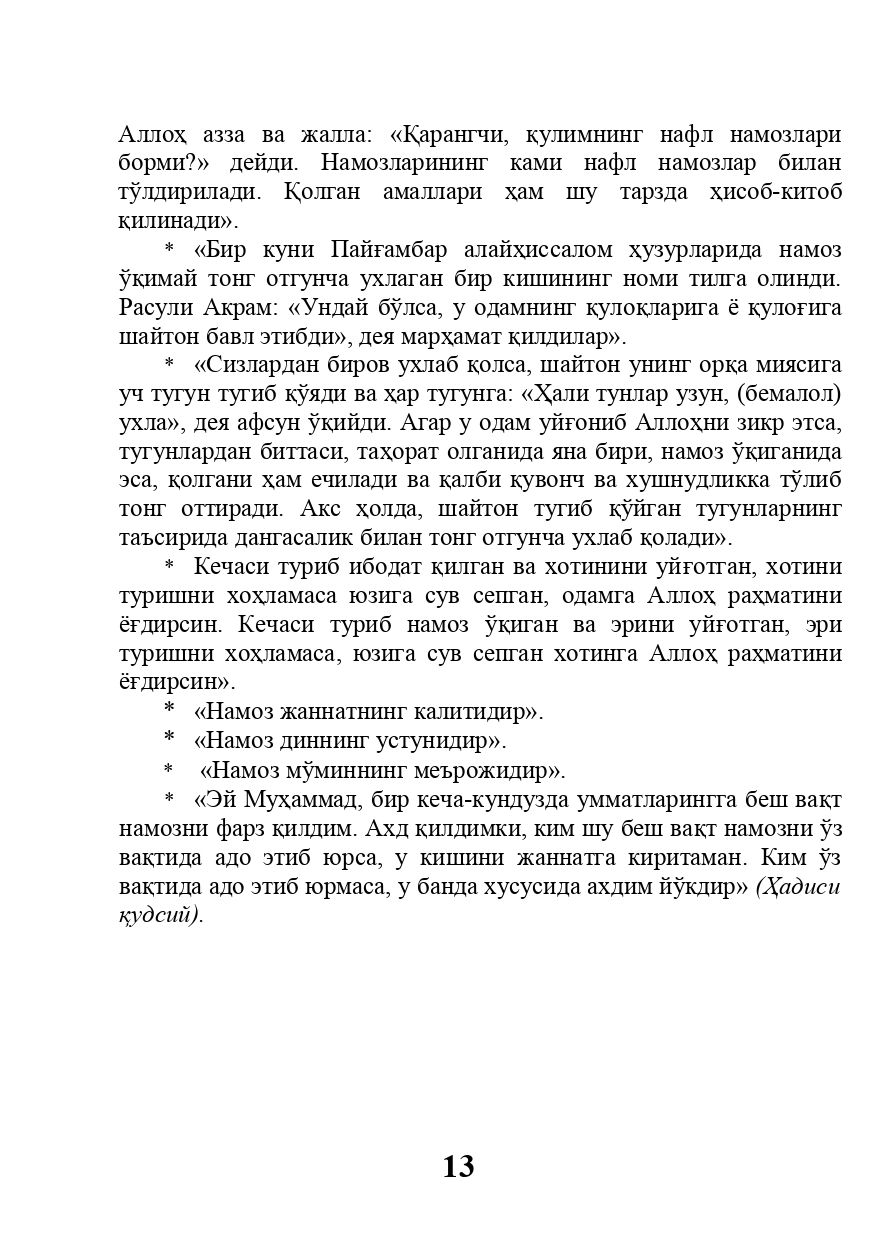 Аллоҳ азза ва жалла: «Қарангчи, қулимнинг нафл намозлари
борми?» дейди. Намозларининг ками нафл намозлар билан
тўлдирилади. Қолган амаллари ҳам шу тарзда ҳисоб-китоб
қилинади».
* «Бир куни Пайғамбар алайҳиссалом ҳузурларида намоз
ўқимай тонг отгунча ухлаган бир кишининг номи тилга олинди.
Расули Акрам: «Ундай бўлса, у одамнинг қулоқларига ё қулоғига
шайтон бавл этибди», дея марҳамат қилдилар».
* «Сизлардан биров ухлаб қолса, шайтон унинг орқа миясига
уч тугун тугиб қўяди ва ҳар тугунга: «Ҳали тунлар узун, (бемалол)
ухла», дея афсун ўқийди. Агар у одам уйғониб Аллоҳни зикр этса,
тугунлардан биттаси, таҳорат олганида яна бири, намоз ўқиганида
эса, қолгани ҳам ечилади ва қалби қувонч ва хушнудликка тўлиб
тонг оттиради. Акс ҳолда, шайтон тугиб қўйган тугунларнинг
таъсирида дангасалик билан тонг отгунча ухлаб қолади».
* Кечаси туриб ибодат қилган ва хотинини уйғотган, хотини
туришни хоҳламаса юзига сув сепган, одамга Аллоҳ раҳматини
ёғдирсин. Кечаси туриб намоз ўқиган ва эрини уйғотган, эри
туришни хоҳламаса, юзига сув сепган хотинга Аллоҳ раҳматини
ёғдирсин».
* «Намоз жаннатнинг калитидир».
* «Намоз диннинг устунидир».
* «Намоз мўминнинг меърожидир».
* «Эй Муҳаммад, бир кеча-кундузда умматларингга беш вақт
намозни фарз қилдим. Ахд қилдимки, ким шу беш вақт намозни ўз
вақтида адо этиб юрса, у кишини жаннатга киритаман. Ким ўз
вақтида адо этиб юрмаса, у банда хусусида ахдим йўкдир» (Ҳадиси
қудсий).
13